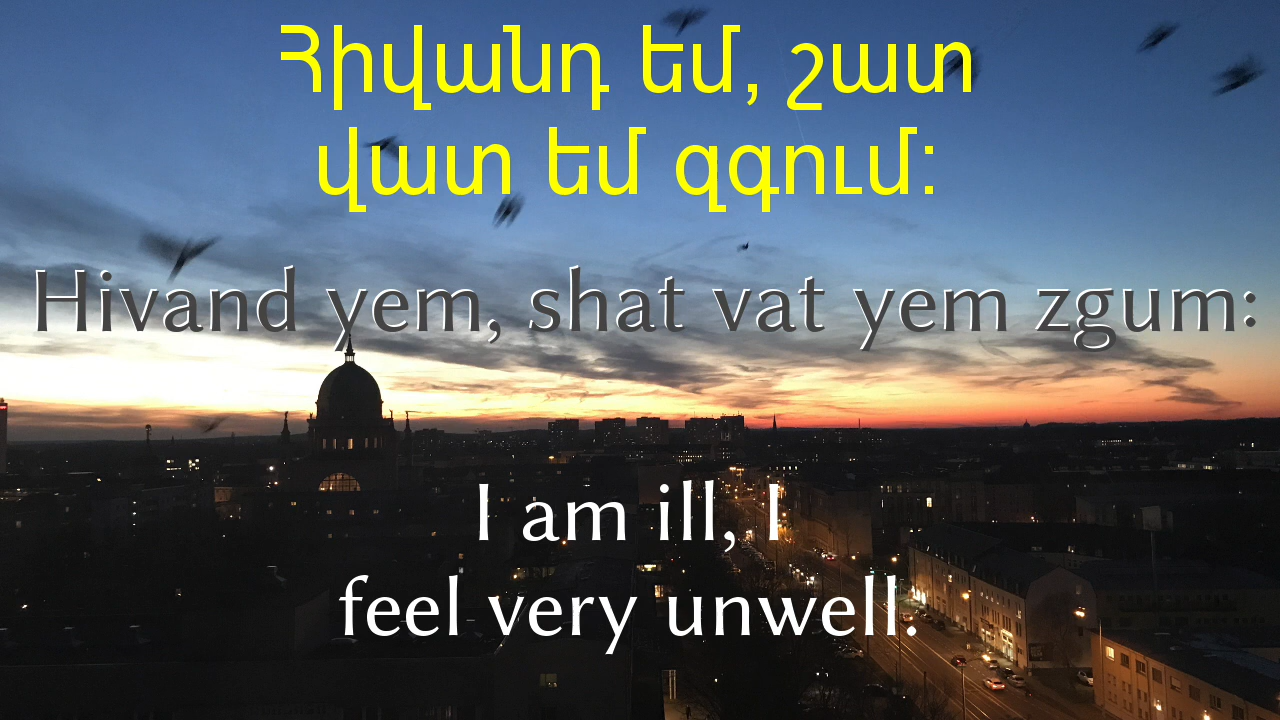 Հիվանդ եմ, շատ
վատ եմ զգում:
Hivand yem, shat vat yem zgum:
I am ill, I
feel very unwell.